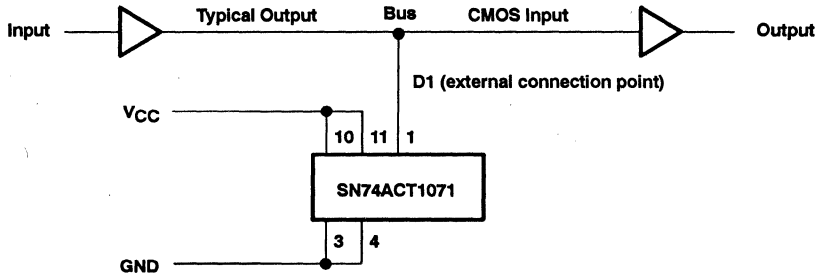 Typical Output Bus CMOS Input
Input Output
D1 (external connection point)
VCC
10 11 1
SN74ACT1071
3 4
GND